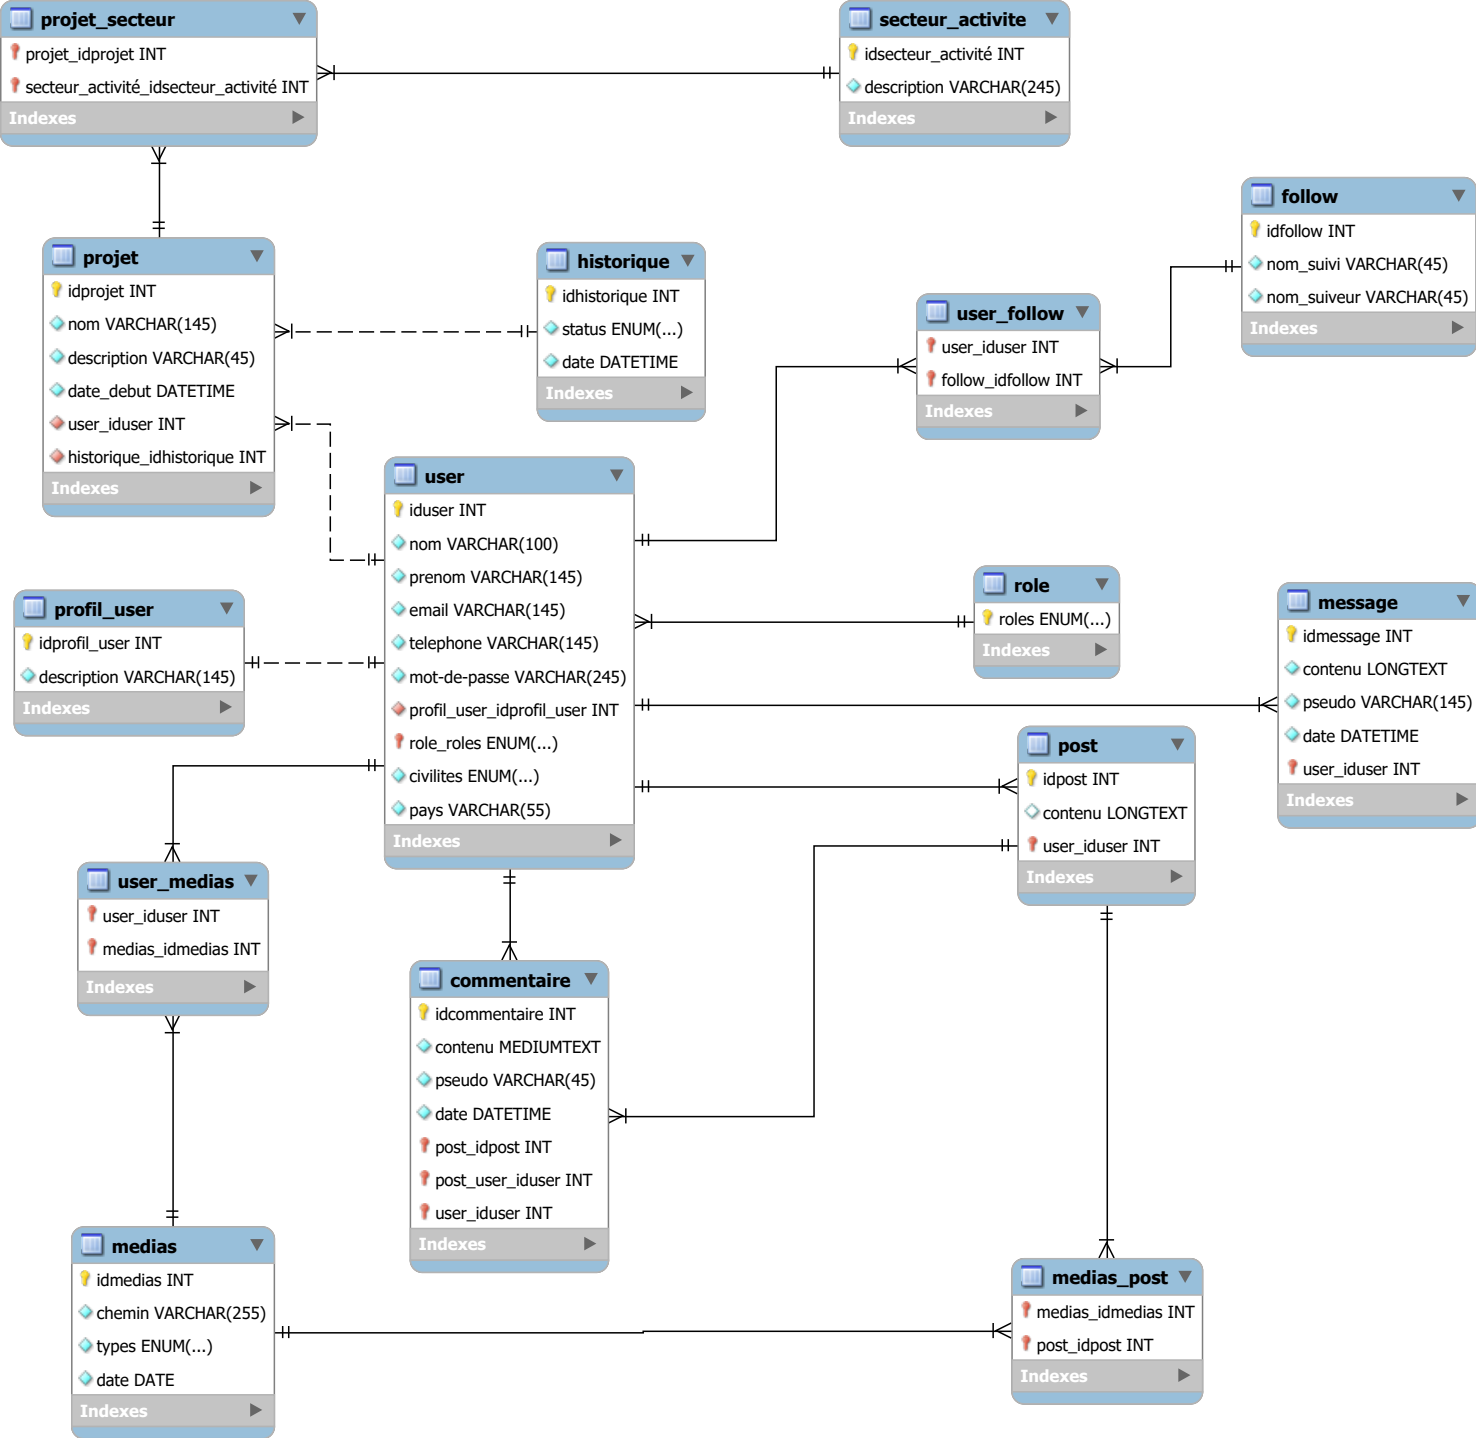 projet_secteur
projet_idprojet INT
secteur_activité_idsecteur_activité INT
Indexes
secteur_activite
idsecteur_activité INT
description VARCHAR(245)
Indexes
follow
idfollow INT
nom_suivi VARCHAR(45)
nom_suiveur VARCHAR(45)
Indexes
projet
idprojet INT
nom VARCHAR(145)
description VARCHAR(45)
date_debut DATETIME
user_iduser INT
historique_idhistorique INT
Indexes
historique
idhistorique INT
status ENUM(...)
date DATETIME
Indexes
user_follow
user_iduser INT
follow_idfollow INT
Indexes
user
iduser INT
nom VARCHAR(100)
prenom VARCHAR(145)
email VARCHAR(145)
telephone VARCHAR(145)
mot-de-passe VARCHAR(245)
profil_user_idprofil_user INT
role_roles ENUM(...)
civilites ENUM(...)
pays VARCHAR(55)
Indexes
profil_user
idprofil_user INT
description VARCHAR(145)
Indexes
role
roles ENUM(...)
Indexes
message
idmessage INT
contenu LONGTEXT
pseudo VARCHAR(145)
date DATETIME
user_iduser INT
Indexes
post
idpost INT
contenu LONGTEXT
user_iduser INT
Indexes
user_medias
user_iduser INT
medias_idmedias INT
Indexes
commentaire
idcommentaire INT
contenu MEDIUMTEXT
pseudo VARCHAR(45)
date DATETIME
post_idpost INT
post_user_iduser INT
user_iduser INT
Indexes
medias
idmedias INT
chemin VARCHAR(255)
types ENUM(...)
date DATE
Indexes
medias_post
medias_idmedias INT
post_idpost INT
Indexes